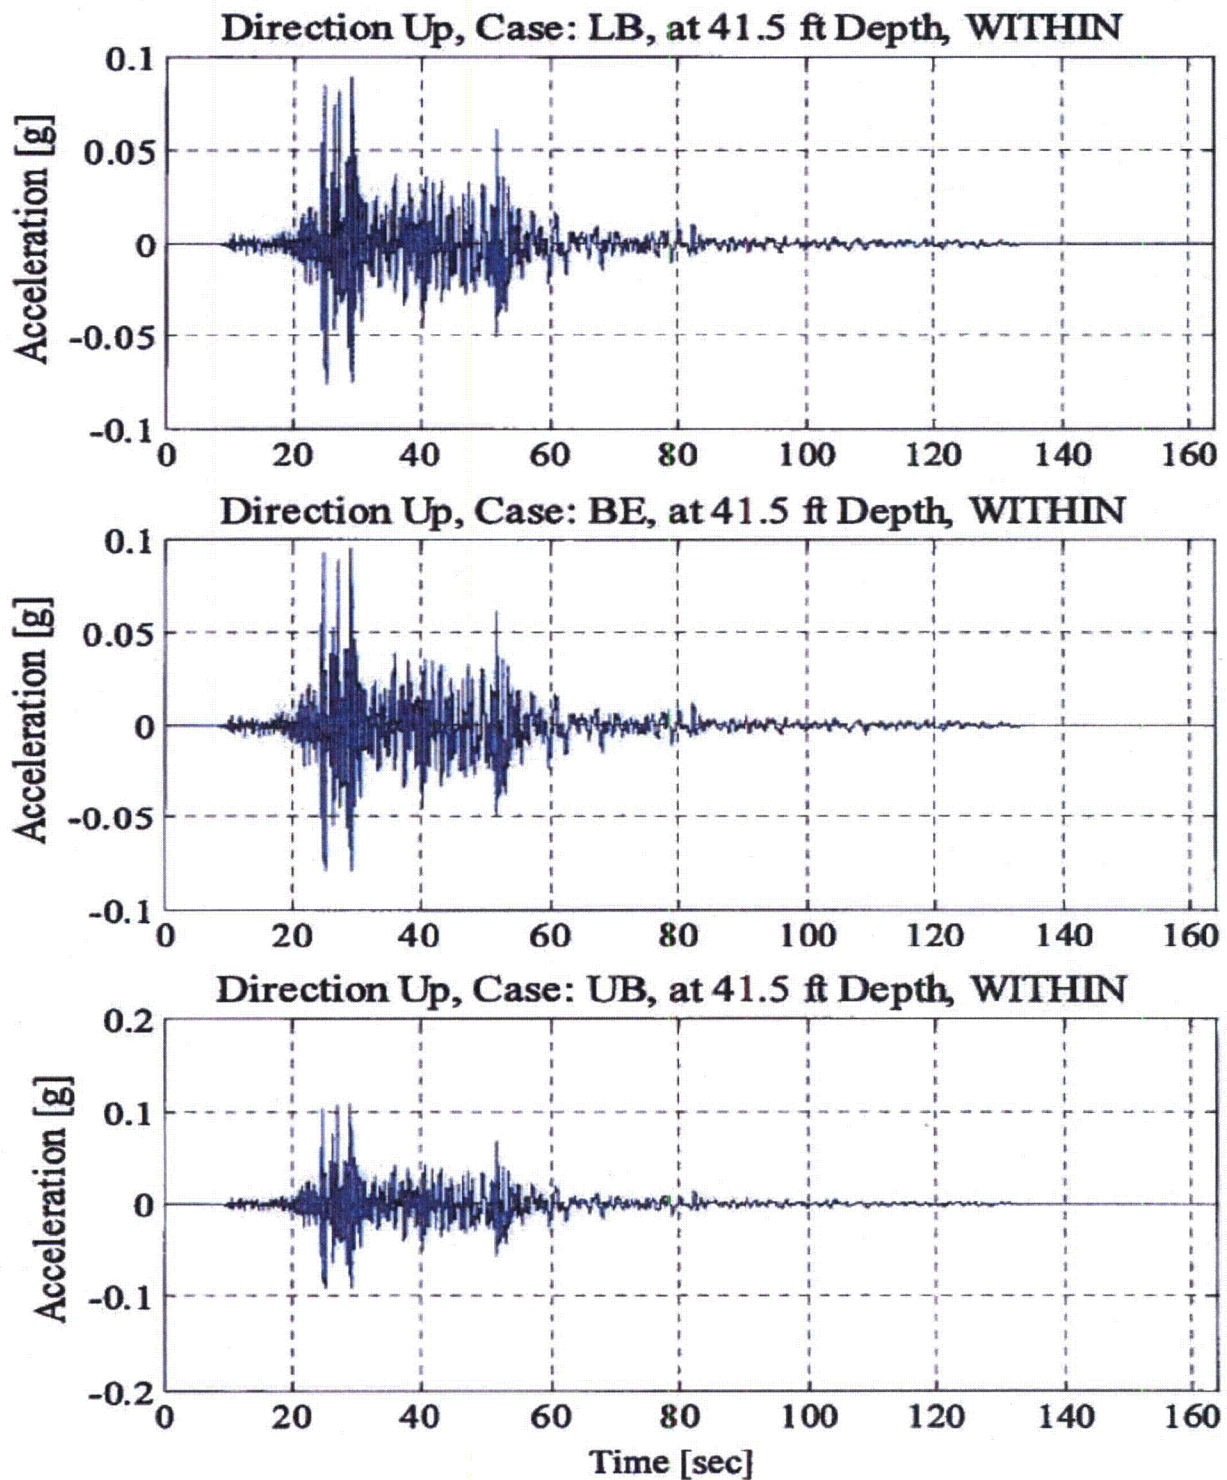 Direction Up, Case: LB, at 41.5 ft Depth, WITHIN
Acceleration [g]
0.1
0.05
0
-0.05
-0.1
0 20 40 60 80 100 120 140 160
Direction Up, Case: BE, at 41.5 ft Depth, WITHIN
Acceleration [g]
0.1
0.05
0
-0.05
-0.1
0 20 40 60 80 100 120 140 160
Direction Up, Case: UB, at 41.5 ft Depth, WITHIN
Acceleration [g]
0.2
0.1
0
-0.1
-0.2
0 20 40 60 80 100 120 140 160
Time [sec]